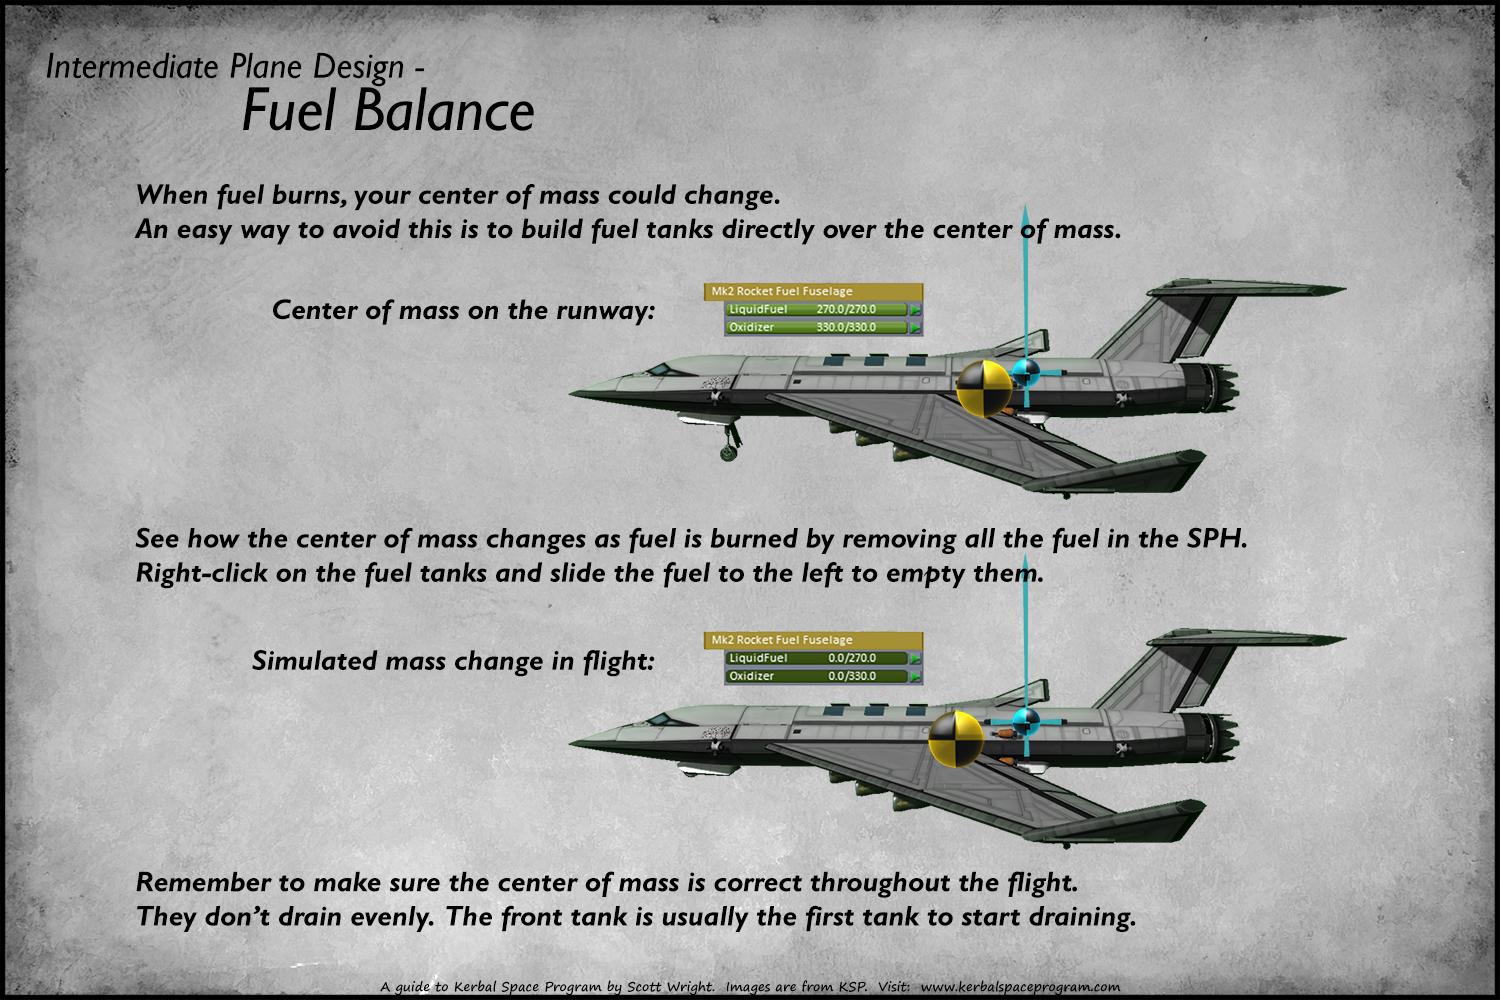 Intermediate Plane Design -
Fuel Balance
When fuel burns, your center of mass could change.
An easy way to avoid this is to build fuel tanks directly over the center of mass.
Center of mass on the runway:
Mk2 Rocket Fuel Fuselage
LiquidFuel 270.0/270.0
Oxidizer 330.0/330.0
See how the center of mass changes as fuel is burned by removing all the fuel in the SPH.
Right-click on the fuel tanks and slide the fuel to the left to empty them.
Simulated mass change in flight:
Mk2 Rocket Fuel Fuselage
LiquidFuel 0.0/270.0
Oxidizer 0.0/330.0
Remember to make sure the center of mass is correct throughout the flight.
They don't drain evenly. The front tank is usually the first tank to start draining.
A guide to Kerbal Space Program by Scott Wright. Images are from KSP. Visit: www.kerbalspaceprogram.com